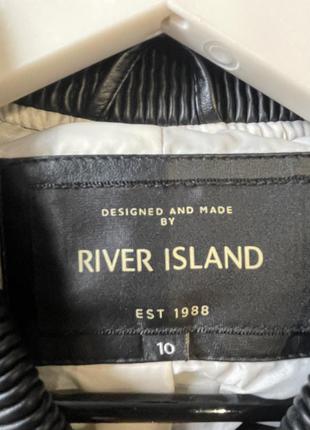 DESIGNED AND MADE
BY
RIVER ISLAND
EST 1988
10